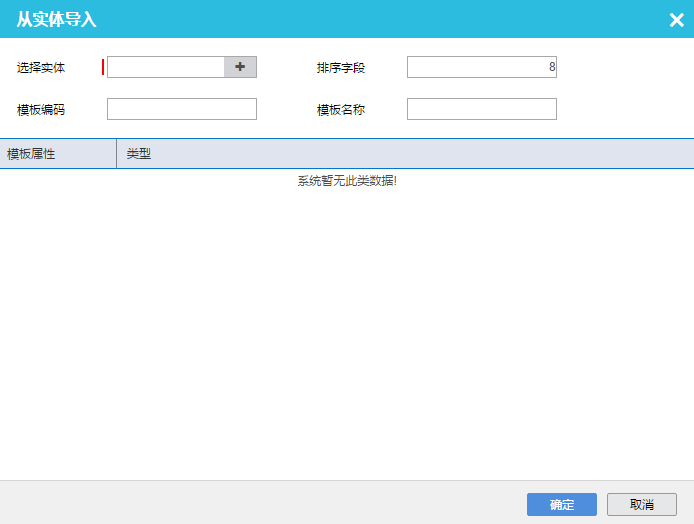 从实体导入
选择实体
排序字段 8
模板编码
模板名称
模板属性 类型
系统暂无此类数据!
确定 取消